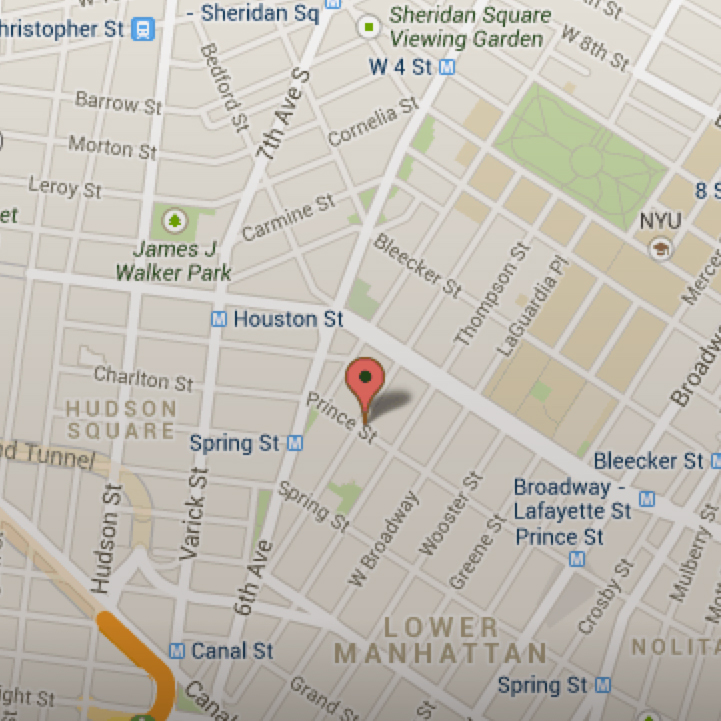 - Sheridan Sq
Sheridan Square
Viewing Garden
hristopher St
W 4 St
W 8th St
Bedford St
7th Ave S
Barrow St
Cornelia St
Morton St
Leroy St
8 S
NYU
et
James J
Walker Park
Carmine St
Bleecker St
Thompson St
LaGuardia Pl
Mercer
Houston St
Broadw
Charlton St
HUDSON
SQUARE
Prince St
Spring St
nd Tunnel
Bleecker St
Broadway -
Lafayette St
Prince St
Hudson St
Varick St
6th Ave
Spring St
W Broadway
Wooster St
Greene St
Crosby St
Mulberry St
LOWER
MANHATTAN
NOLITA
Canal St
Spring St
ight St
Canal
Grand St
St